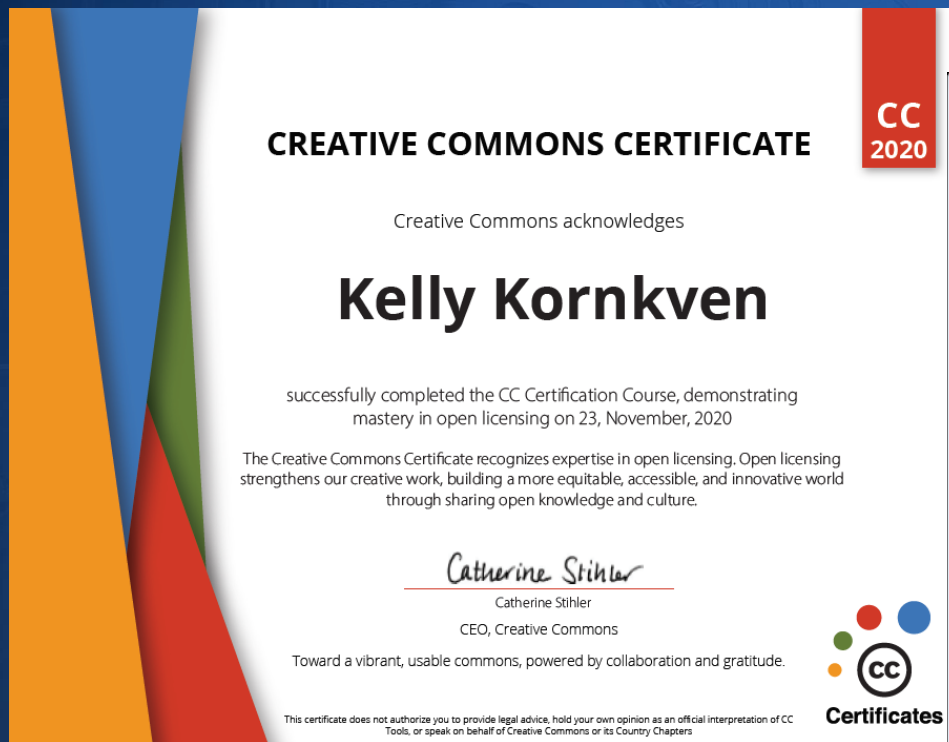 CC
2020
CREATIVE COMMONS CERTIFICATE
Creative Commons acknowledges
Kelly Kornkven
successfully completed the CC Certification Course, demonstrating
mastery in open licensing on 23, November, 2020
The Creative Commons Certificate recognizes expertise in open licensing. Open licensing
strengthens our creative work, building a more equitable, accessible, and innovative world
through sharing open knowledge and culture.
Catherine Stihler
Catherine Stihler
CEO, Creative Commons
Toward a vibrant, usable commons, powered by collaboration and gratitude.
cc
Certificates
This certificate does not authorize you to provide legal advice, hold your own opinion as an official interpretation of CC
Tools, or speak on behalf of Creative Commons or its Country Chapters